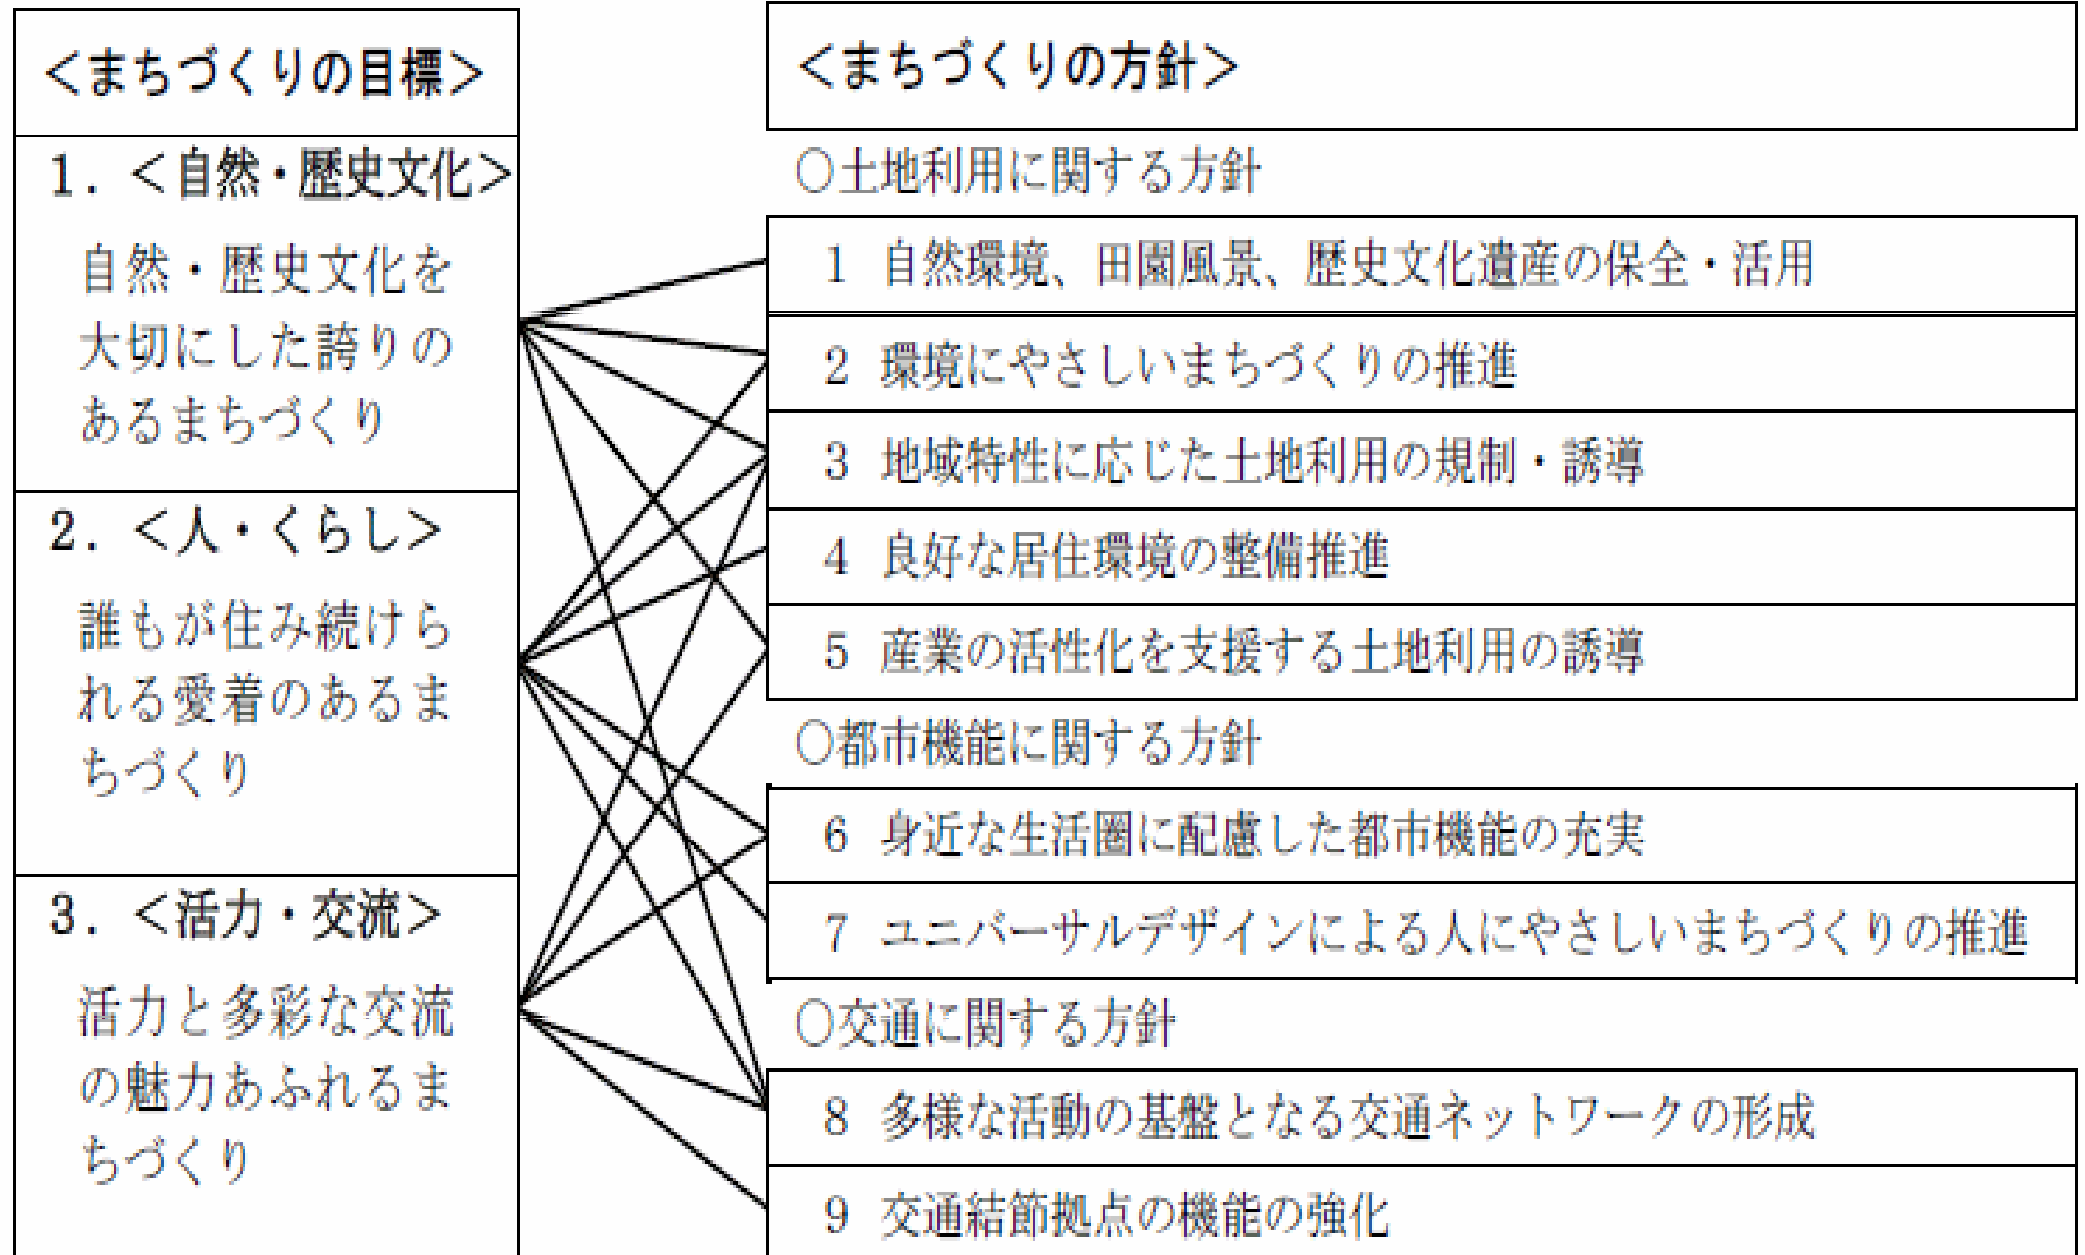 ＜まちづくりの目標＞
1．＜自然・歴史文化＞
自然・歴史文化を
大切にした誇りの
あるまちづくり
2．＜人・くらし＞
誰もが住み続けら
れる愛着のあるま
ちづくり
3．＜活力・交流＞
活力と多彩な交流
の魅力あふれるま
ちづくり
＜まちづくりの方針＞
○土地利用に関する方針
1 自然環境、田園風景、歴史文化遺産の保全・活用
2 環境にやさしいまちづくりの推進
3 地域特性に応じた土地利用の規制・誘導
4 良好な居住環境の整備推進
5 産業の活性化を支援する土地利用の誘導
○都市機能に関する方針
6 身近な生活圏に配慮した都市機能の充実
7 ユニバーサルデザインによる人にやさしいまちづくりの推進
○交通に関する方針
8 多様な活動の基盤となる交通ネットワークの形成
9 交通結節拠点の機能の強化